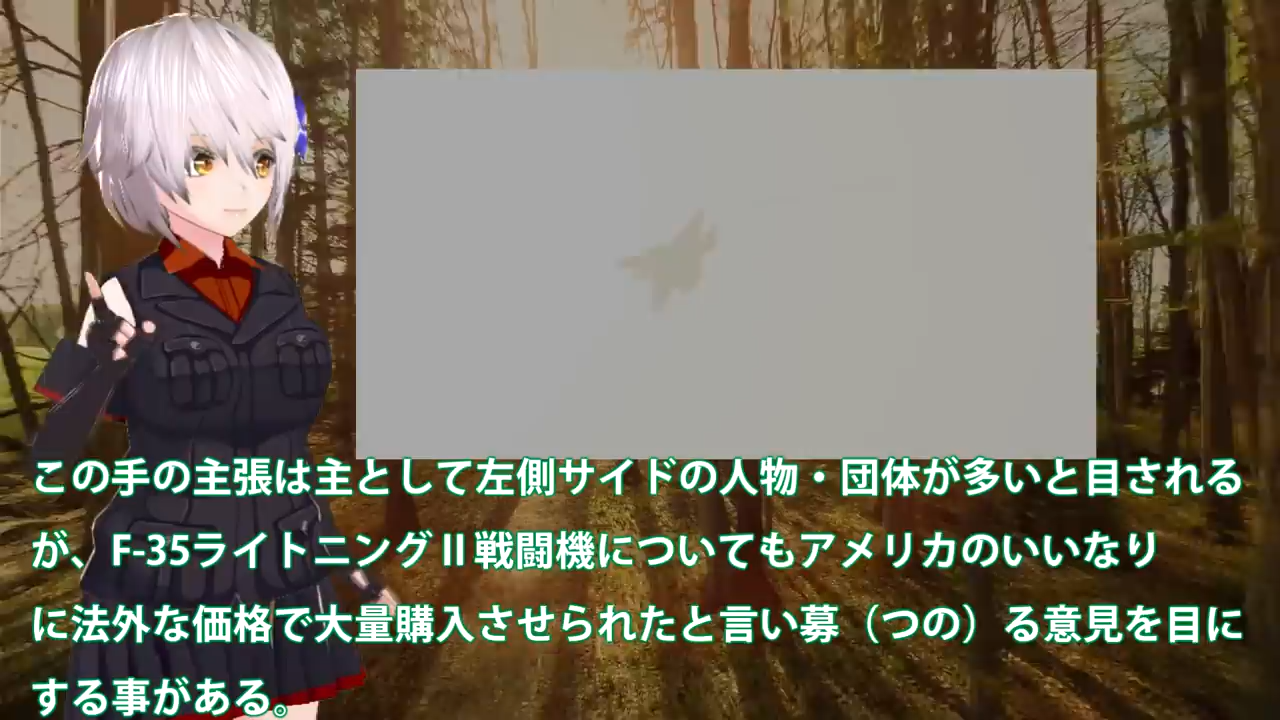 この手の主張は主として左側サイドの人物・団体が多いと目される
が、F-35ライトニングⅡ戦闘機についてもアメリカのいいなり
に法外な価格で大量購入させられたと言い募（つの）る意見を目に
する事がある。